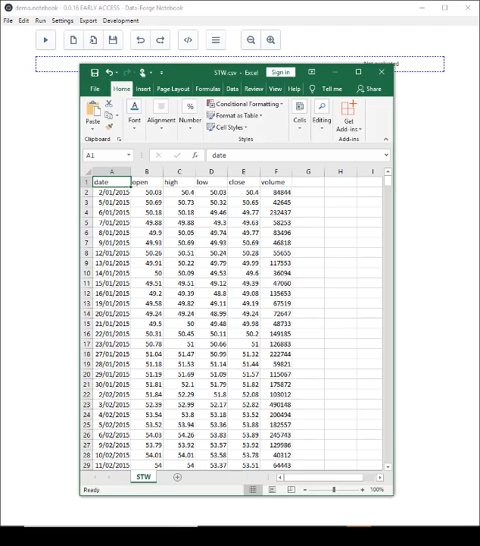 demo.notebook - 0.0.16 EARLY ACCESS - Data-Forge Notebook
File Edit Run Settings Export Development
Not evaluated
STW.csv - Excel Sign in
File Home Insert Page Layout Formulas Data Review View Help Tell me Share
Paste Font Alignment Number Conditional Formatting Format as Table Cell Styles Cells Editing Get Add-ins
Clipboard Styles Add-ins
A1 date
A B C D E F G H I
1 date open high low close volume
2 2/01/2015 50.03 50.4 50.03 50.4 84844
3 5/01/2015 50.69 50.73 50.32 50.65 42645
4 6/01/2015 50.18 50.18 49.46 49.77 232437
5 7/01/2015 49.88 49.88 49.3 49.63 58253
6 8/01/2015 49.9 50.05 49.74 49.77 83496
7 9/01/2015 49.93 50.69 49.93 50.69 46818
8 12/01/2015 50.26 50.51 50.24 50.28 55655
9 13/01/2015 49.91 50.22 49.79 49.99 117553
10 14/01/2015 50 50.09 49.53 49.6 36094
11 15/01/2015 49.51 49.51 49.12 49.39 47060
12 16/01/2015 49.2 49.39 48.8 49.08 135653
13 19/01/2015 49.58 49.82 49.11 49.19 67519
14 20/01/2015 49.24 49.24 48.99 49.24 72647
15 21/01/2015 49.5 50 49.48 49.98 48733
16 22/01/2015 50.31 50.45 50.11 50.2 149185
17 23/01/2015 50.78 51 50.66 51 126883
18 27/01/2015 51.04 51.47 50.99 51.32 222744
19 28/01/2015 51.18 51.53 51.14 51.44 59821
20 29/01/2015 51.19 51.69 51.09 51.57 115067
21 30/01/2015 51.81 52.1 51.79 51.82 175872
22 2/02/2015 51.84 52.29 51.8 52.08 103012
23 3/02/2015 52.39 52.99 52.17 52.82 490148
24 4/02/2015 53.54 53.8 53.18 53.52 200494
25 5/02/2015 53.52 53.94 53.36 53.88 182557
26 6/02/2015 54.03 54.26 53.83 53.89 245743
27 9/02/2015 53.79 53.92 53.57 53.92 129986
28 10/02/2015 54.01 54.01 53.58 53.78 40312
29 11/02/2015 54 54 53.37 53.51 64443
STW
Ready 100%